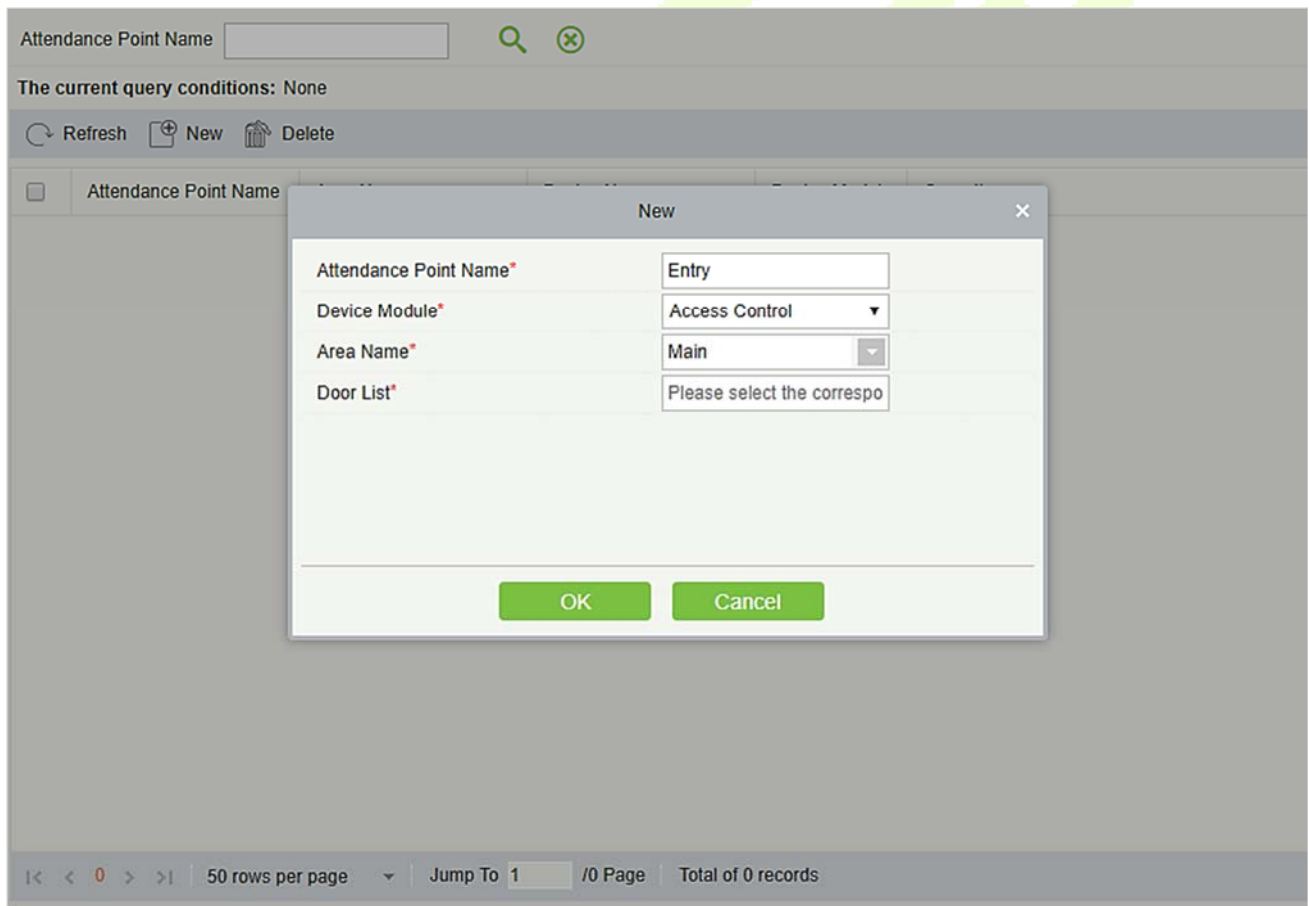 Attendance Point Name
The current query conditions: None
Refresh New Delete
Attendance Point Name
New
Attendance Point Name* Entry
Device Module* Access Control
Area Name* Main
Door List* Please select the correspo
OK Cancel
0 50 rows per page Jump To 1 /0 Page Total of 0 records